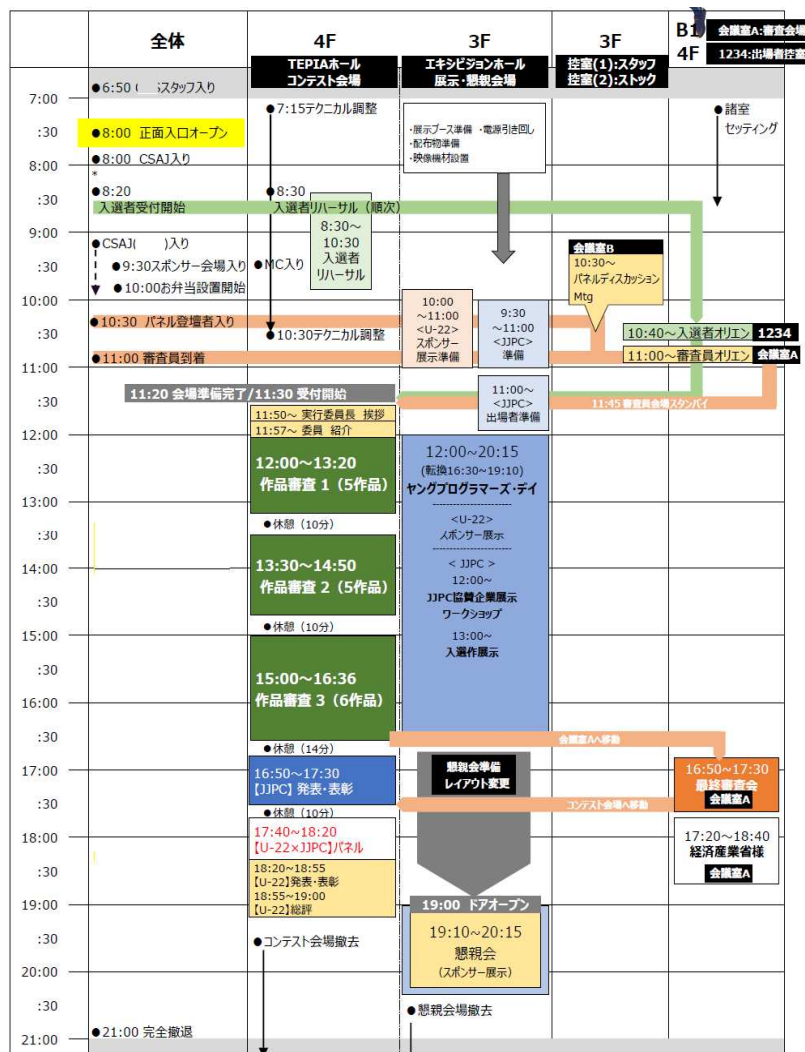 全体
4F
TEPIAホール
コンテスト会場
3F
エキシビジョンホール
展示・懇親会場
3F
控室(1):スタッフ
控室(2):ストック
B1
会議室A:審査会場
4F
1234:出場者控室
7:00
:30
8:00
:30
9:00
:30
10:00
:30
11:00
:30
12:00
:30
13:00
:30
14:00
:30
15:00
:30
16:00
:30
17:00
:30
18:00
:30
19:00
:30
20:00
:30
21:00
●6:50 ( スタッフ入り
●8:00 正面入口オープン
●8:00 CSAJ入り
*
●8:20
入選者受付開始
●CSAJ( )入り
●9:30スポンサー会場入り
●10:00お弁当設置開始
●10:30 パネル登壇者入り
●11:00 審査員到着
11:20 会場準備完了/11:30 受付開始
●21:00 完全撤退
●7:15テクニカル調整
●8:30
入選者リハーサル（順次）
8:30～
10:30
入選者
リハーサル
●MC入り
●10:30テクニカル調整
11:50～ 実行委員長 挨拶
11:57～ 委員 紹介
12:00～13:20
作品審査 1（5作品）
●休憩（10分）
13:30～14:50
作品審査 2（5作品）
●休憩（10分）
15:00～16:36
作品審査 3（6作品）
●休憩（14分）
16:50～17:30
【JJPC】発表・表彰
●休憩（10分）
17:40～18:20
【U-22×JJPC】パネル
18:20～18:55
【U-22】発表・表彰
18:55～19:00
【U-22】総評
●コンテスト会場撤去
・展示ブース準備 ・電源引き回し
・配布物準備
・映像機材設置
10:00
～11:00
<U-22>
スポンサー
展示準備
9:30
～11:00
<JJPC>
準備
11:00～
<JJPC>
出場者準備
12:00~20:15
(転換16:30~19:10)
ヤングプログラマーズ・デイ
<U-22>
スポンサー展示
< JJPC >
12:00~
JJPC協賛企業展示
ワークショップ
13:00~
入選作展示
懇親会準備
レイアウト変更
19:00 ドアオープン
19:10~20:15
懇親会
(スポンサー展示)
●懇親会場撤去
会議室B
10:30～
パネルディスカッション
Mtg
●諸室
セッティング
10:40～入選者オリエン 1234
11:00～審査員オリエン 会議室A
11:45 審査員会場スタンバイ
会議室Aへ移動
16:50~17:30
最終審査会
会議室A
コンテスト会場へ移動
17:20～18:40
経済産業省様
会議室A